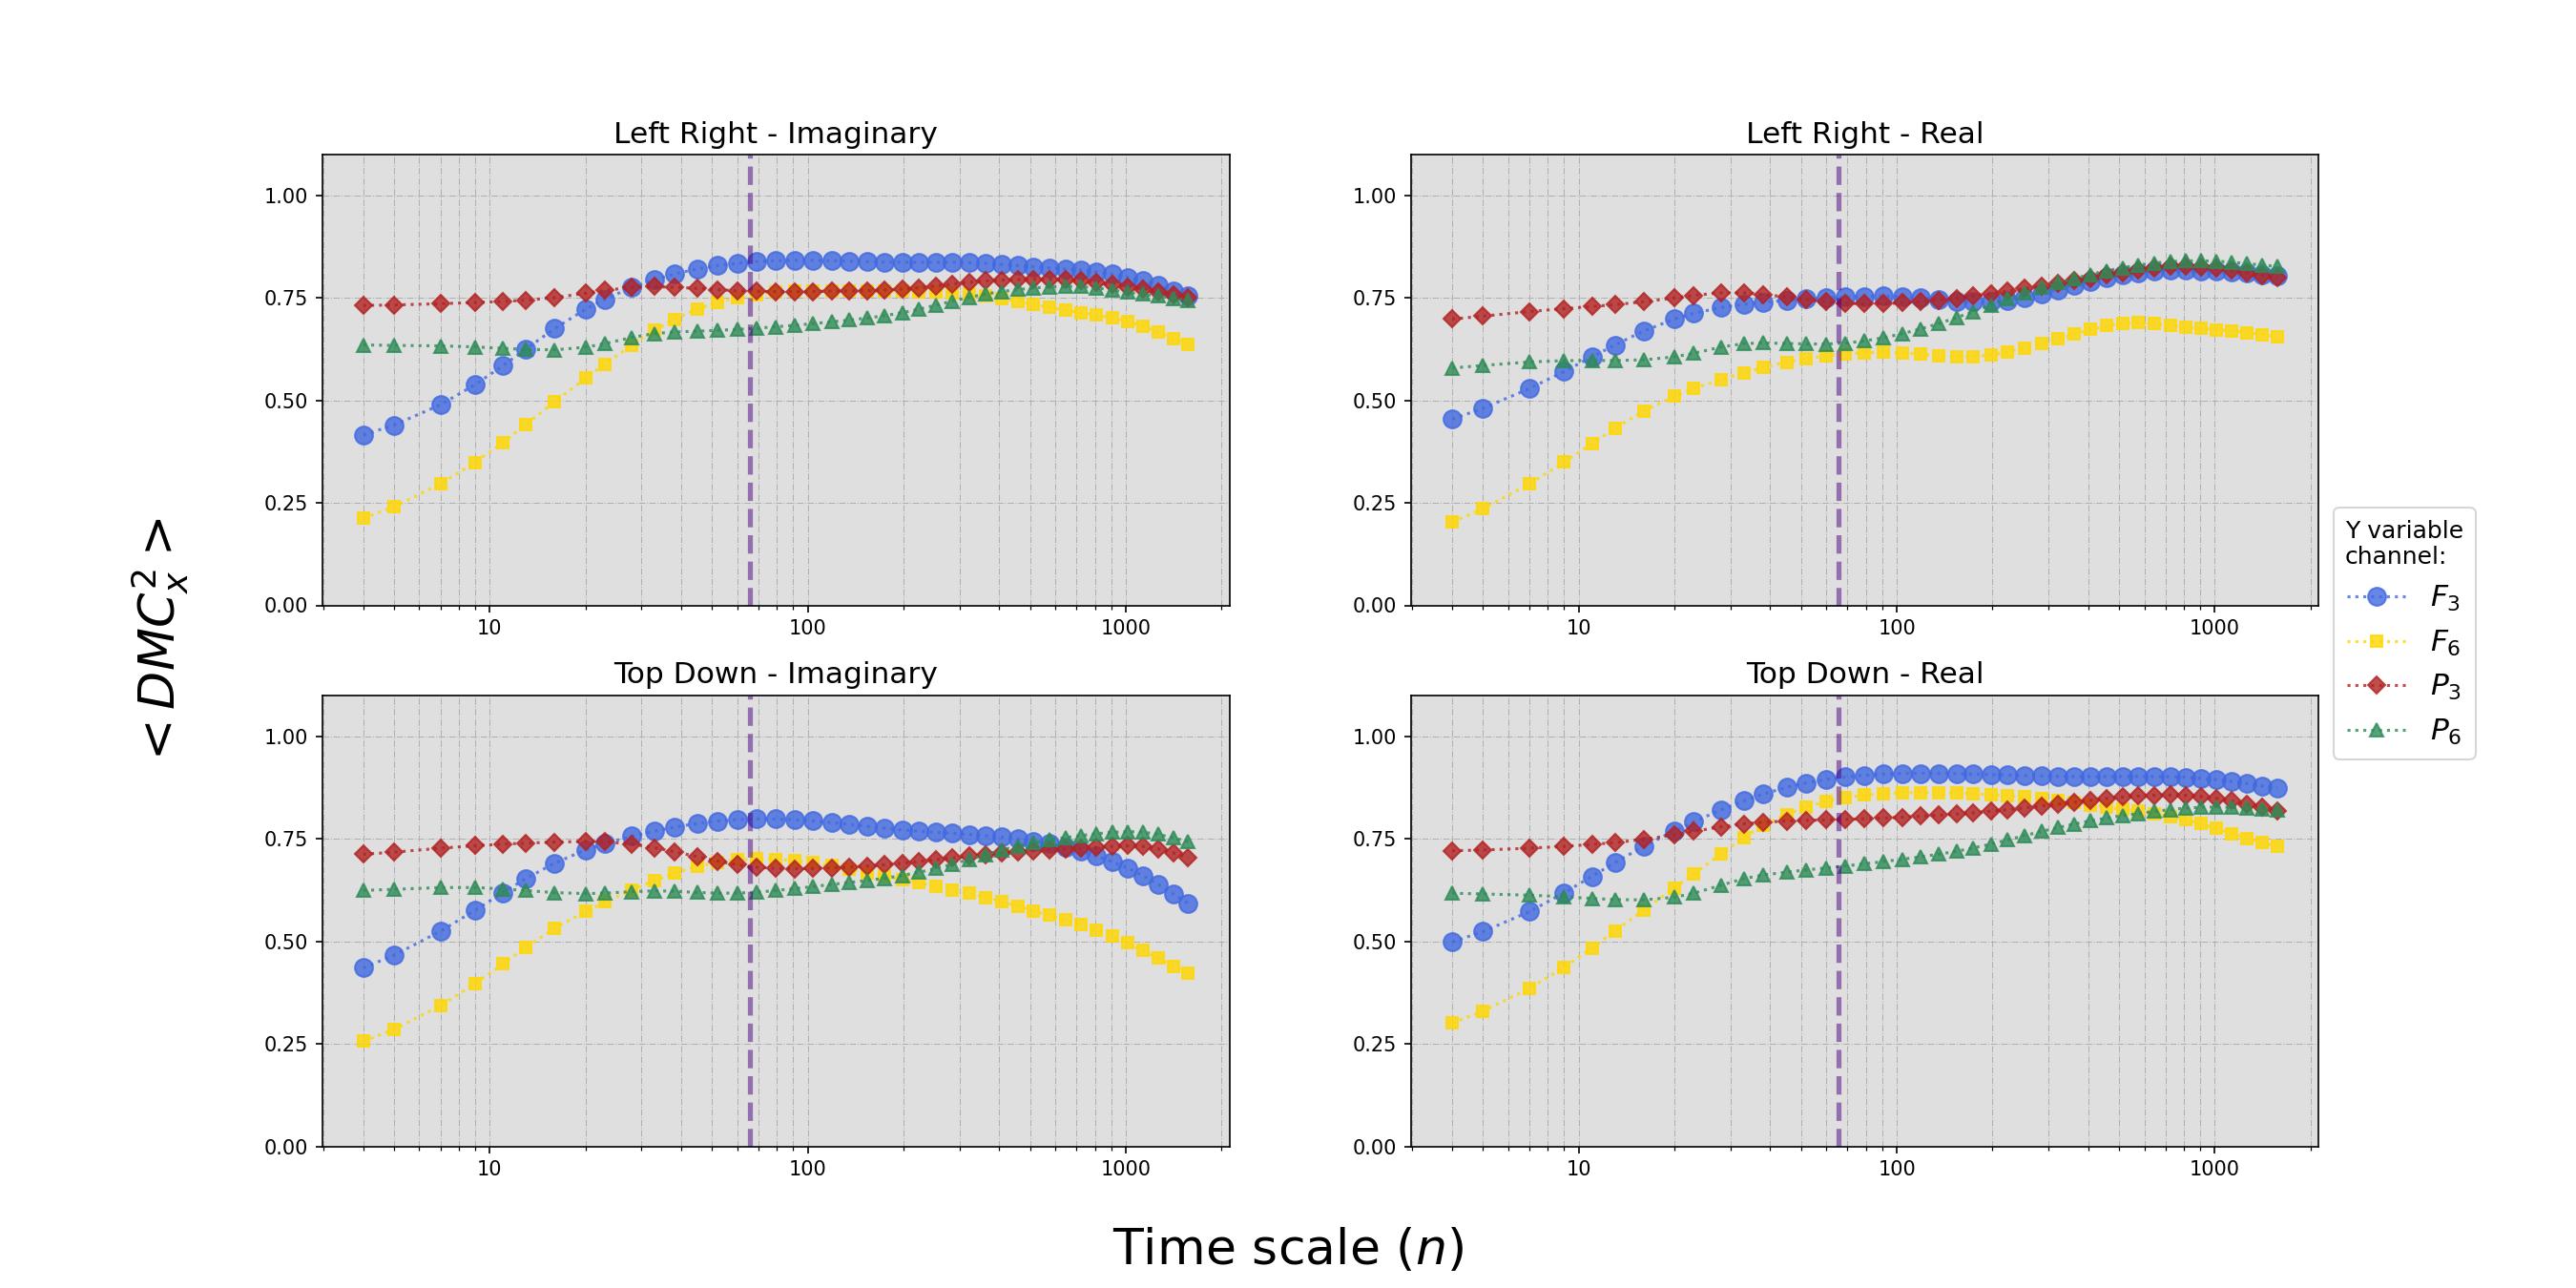 Left Right - Imaginary
1.00
0.75
0.50
0.25
0.00
10 100 1000
Left Right - Real
1.00
0.75
0.50
0.25
0.00
10 100 1000
Top Down - Imaginary
1.00
0.75
0.50
0.25
0.00
10 100 1000
Top Down - Real
1.00
0.75
0.50
0.25
0.00
10 100 1000
< DMC²ₓ >
Time scale (n)
Y variable
channel:
F₃
F₆
P₃
P₆